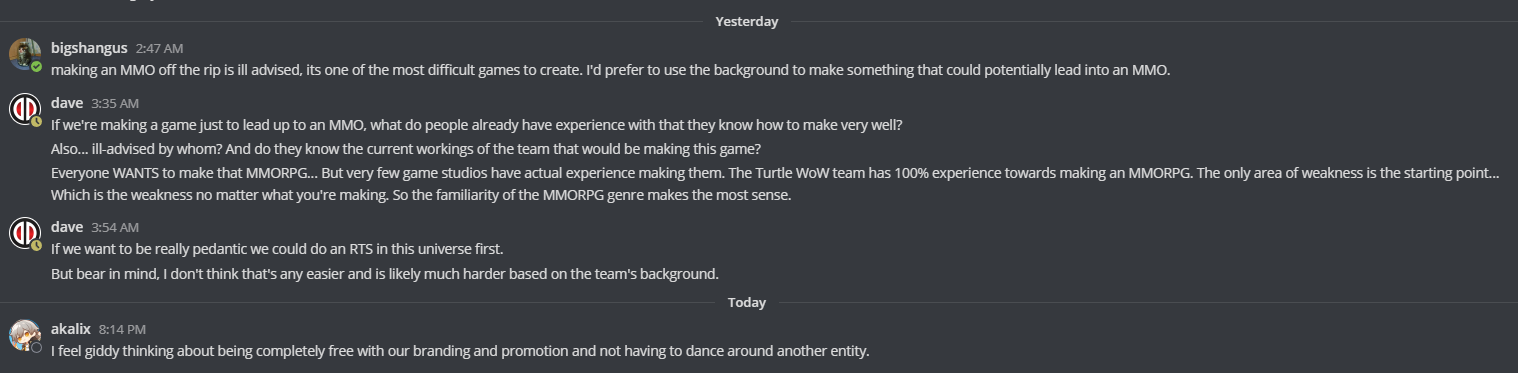 Yesterday
bigshangus 2:47 AM
making an MMO off the rip is ill advised, its one of the most difficult games to create. I'd prefer to use the background to make something that could potentially lead into an MMO.
dave 3:35 AM
If we're making a game just to lead up to an MMO, what do people already have experience with that they know how to make very well?
Also... ill-advised by whom? And do they know the current workings of the team that would be making this game?
Everyone WANTS to make that MMORPG... But very few game studios have actual experience making them. The Turtle WoW team has 100% experience towards making an MMORPG. The only area of weakness is the starting point...
Which is the weakness no matter what you're making. So the familiarity of the MMORPG genre makes the most sense.
dave 3:54 AM
If we want to be really pedantic we could do an RTS in this universe first.
But bear in mind, I don't think that's any easier and is likely much harder based on the team's background.
Today
akalix 8:14 PM
I feel giddy thinking about being completely free with our branding and promotion and not having to dance around another entity.